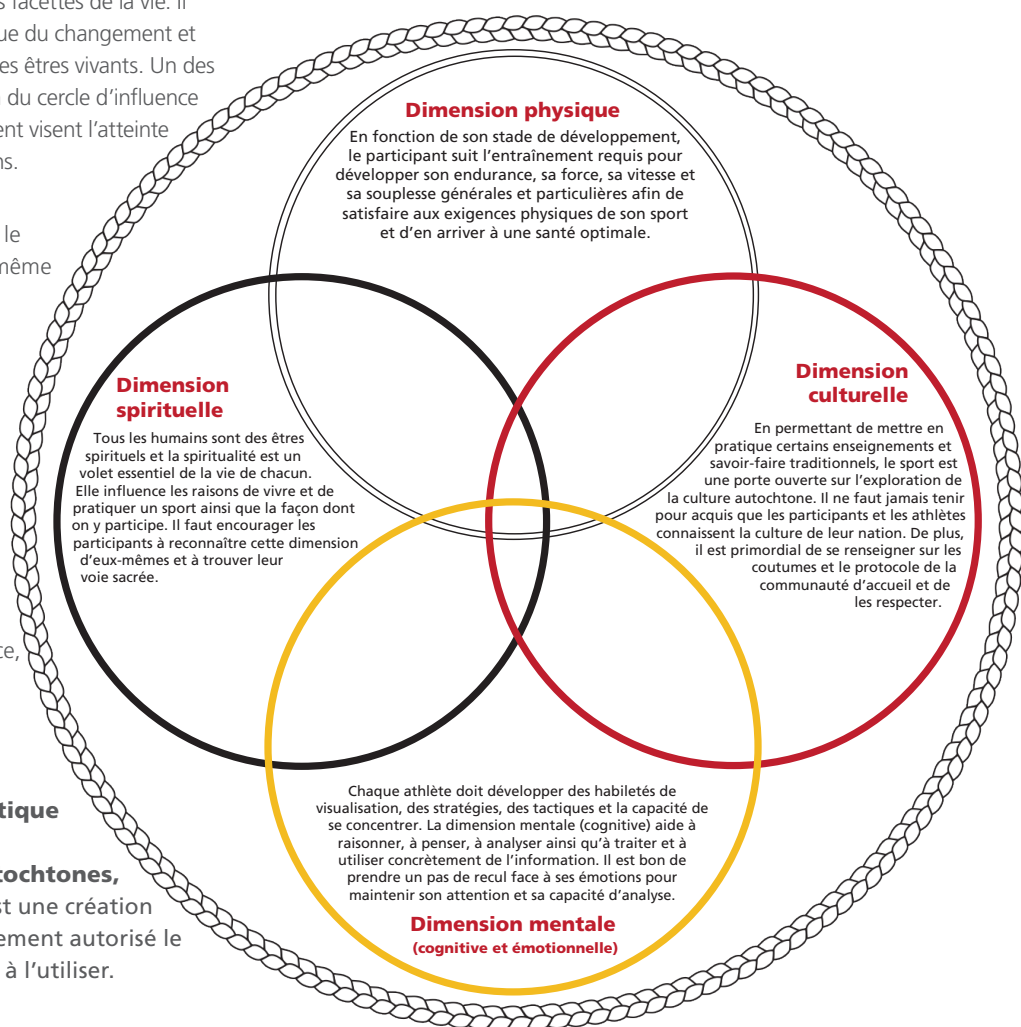 facettes de la vie. Il
que du changement et
es êtres vivants. Un des
du cercle d'influence
ent visent l'atteinte
ns.
le
même
ce,
tique
tochtones,
st une création
ement autorisé le
à l'utiliser.
Dimension physique
En fonction de son stade de développement,
le participant suit l'entraînement requis pour
développer son endurance, sa force, sa vitesse et
sa souplesse générales et particulières afin de
satisfaire aux exigences physiques de son sport
et d'en arriver à une santé optimale.
Dimension
spirituelle
Tous les humains sont des êtres
spirituels et la spiritualité est un
volet essentiel de la vie de chacun.
Elle influence les raisons de vivre et de
pratiquer un sport ainsi que la façon dont
on y participe. Il faut encourager les
participants à reconnaître cette dimension
d'eux-mêmes et à trouver leur
voie sacrée.
Dimension
culturelle
En permettant de mettre en
pratique certains enseignements et
savoir-faire traditionnels, le sport est
une porte ouverte sur l'exploration de
la culture autochtone. Il ne faut jamais tenir
pour acquis que les participants et les athlètes
connaissent la culture de leur nation. De plus,
il est primordial de se renseigner sur les
coutumes et le protocole de la
communauté d'accueil et de
les respecter.
Chaque athlète doit développer des habiletés de
visualisation, des stratégies, des tactiques et la capacité de
se concentrer. La dimension mentale (cognitive) aide à
raisonner, à penser, à analyser ainsi qu'à traiter et à
utiliser concrètement de l'information. Il est bon de
prendre un pas de recul face à ses émotions pour
maintenir son attention et sa capacité d'analyse.
Dimension mentale
(cognitive et émotionnelle)